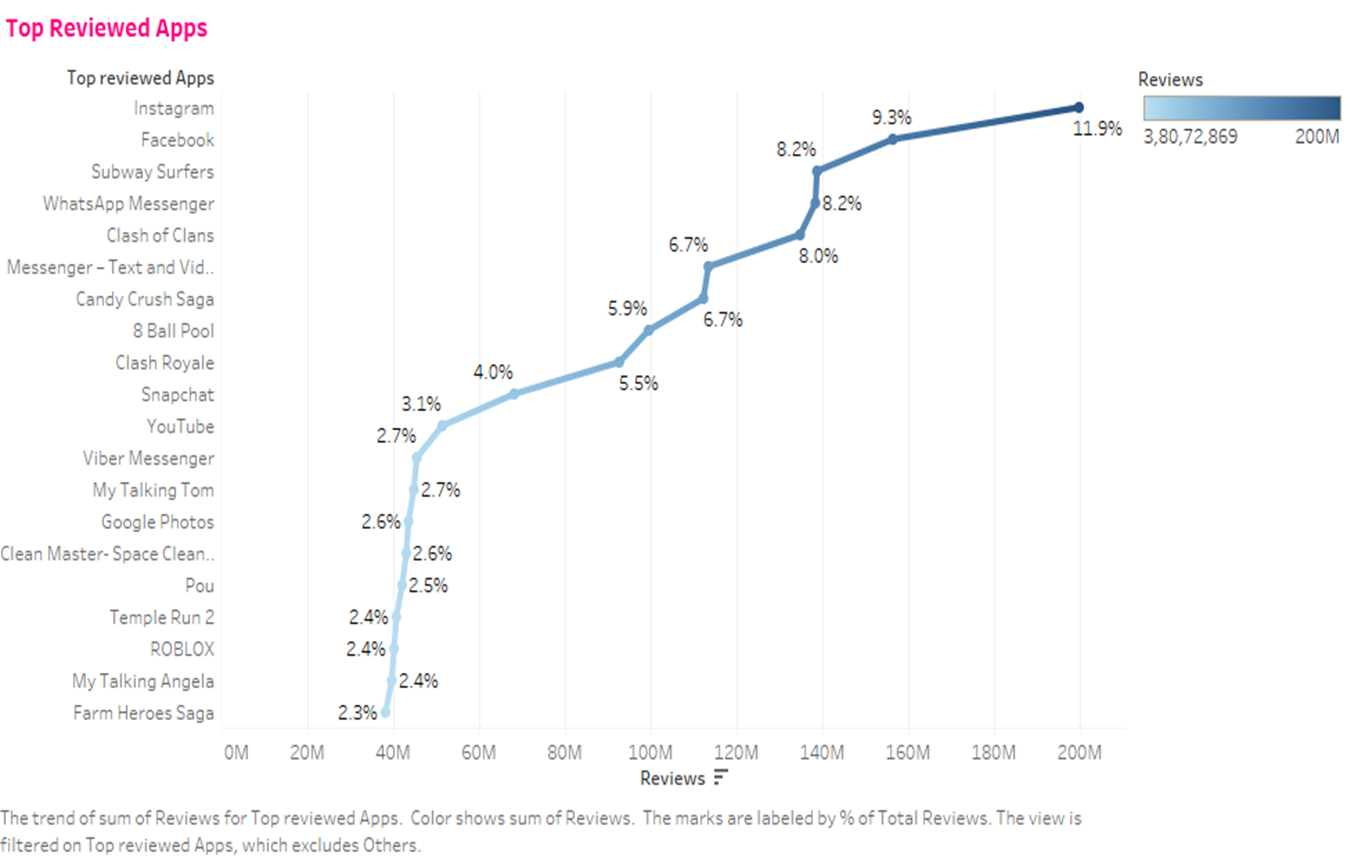 Top Reviewed Apps
Top reviewed Apps
Reviews
3,80,72,869 200M
Instagram
11.9%
Facebook
9.3%
Subway Surfers
8.2%
WhatsApp Messenger
8.2%
Clash of Clans
8.0%
Messenger – Text and Vid..
6.7%
Candy Crush Saga
6.7%
8 Ball Pool
5.9%
Clash Royale
5.5%
Snapchat
4.0%
YouTube
3.1%
Viber Messenger
2.7%
My Talking Tom
2.7%
Google Photos
2.6%
Clean Master- Space Clean..
2.6%
Pou
2.5%
Temple Run 2
2.4%
ROBLOX
2.4%
My Talking Angela
2.4%
Farm Heroes Saga
2.3%
0M 20M 40M 60M 80M 100M 120M 140M 160M 180M 200M
Reviews
The trend of sum of Reviews for Top reviewed Apps. Color shows sum of Reviews. The marks are labeled by % of Total Reviews. The view is
filtered on Top reviewed Apps, which excludes Others.